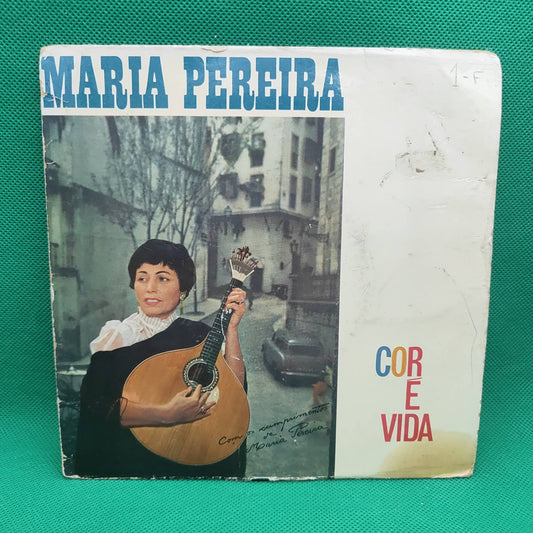 MARIA PEREIRA
1-F
COR
É
VIDA
Com os cumprimentos
de
Maria Pereira